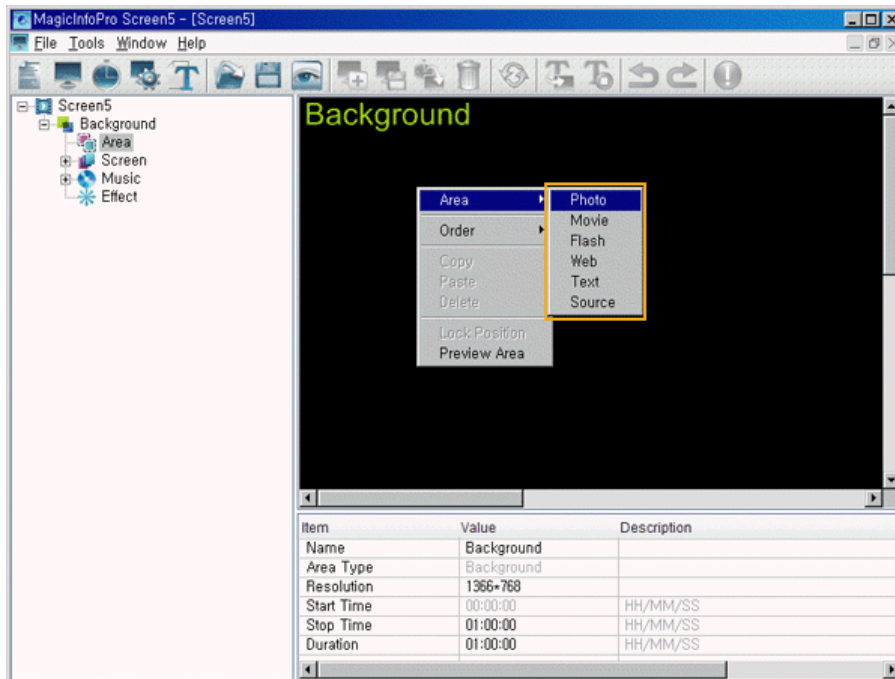 MagicInfoPro Screen5 - [Screen5]
File Tools Window Help
Screen5
Background
Area
Screen
Music
Effect
Background
Area
Order
Copy
Paste
Delete
Lock Position
Preview Area
Photo
Movie
Flash
Web
Text
Source
Item Value Description
Name Background
Area Type Background
Resolution 1366*768
Start Time 00:00:00 HH/MM/SS
Stop Time 01:00:00 HH/MM/SS
Duration 01:00:00 HH/MM/SS